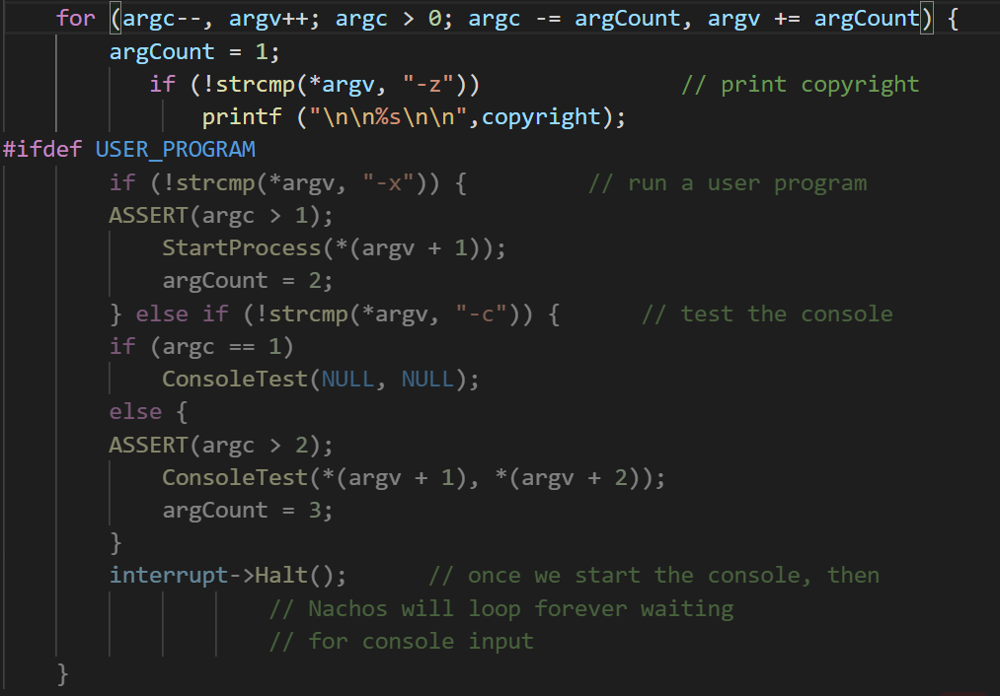 for (argc--, argv++; argc > 0; argc -= argCount, argv += argCount) {
argCount = 1;
if (!strcmp(*argv, "-z")) // print copyright
printf ("\n\n%s\n\n",copyright);
#ifdef USER_PROGRAM
if (!strcmp(*argv, "-x")) { // run a user program
ASSERT(argc > 1);
StartProcess(*(argv + 1));
argCount = 2;
} else if (!strcmp(*argv, "-c")) { // test the console
if (argc == 1)
ConsoleTest(NULL, NULL);
else {
ASSERT(argc > 2);
ConsoleTest(*(argv + 1), *(argv + 2));
argCount = 3;
}
interrupt->Halt(); // once we start the console, then
// Nachos will loop forever waiting
// for console input
}